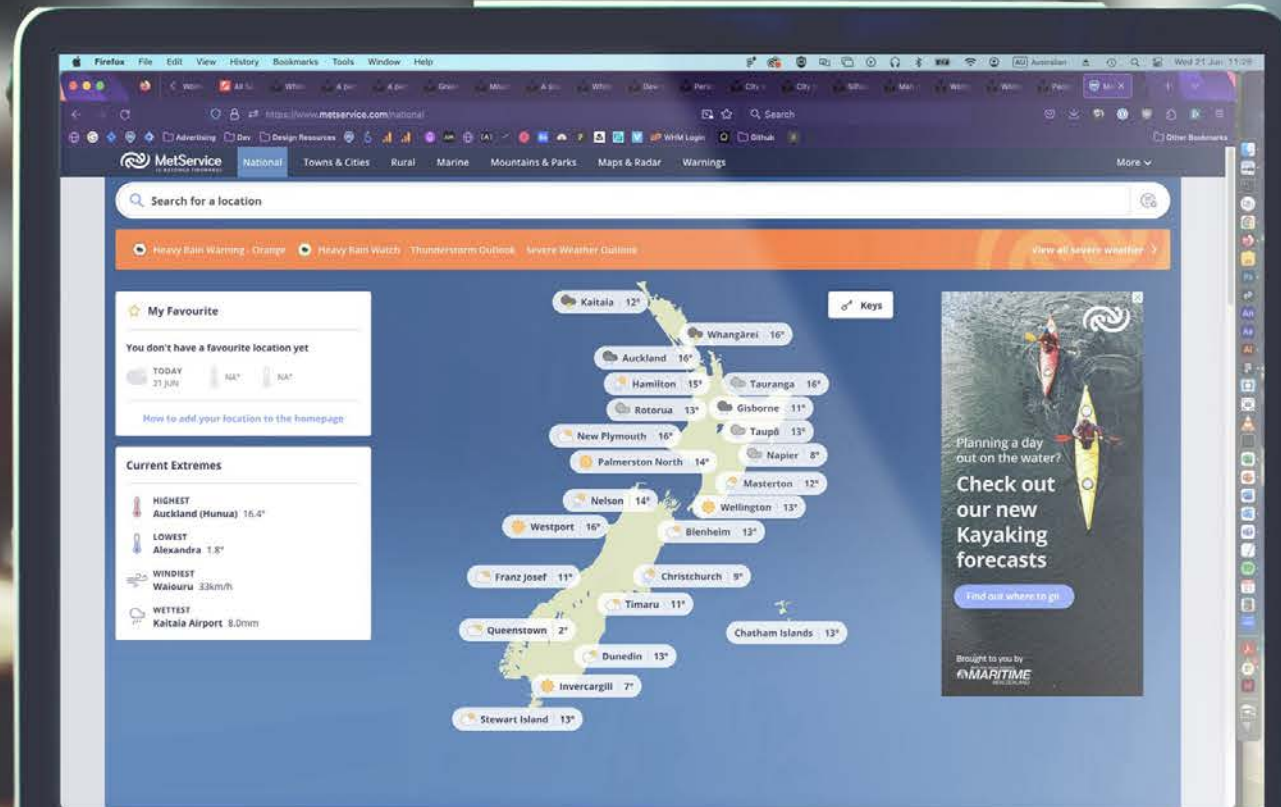 Firefox File Edit View History Bookmarks Tools Window Help
Australian Wed 21 Jun 11:28
https://www.metservice.com/national
Search
Advertising Dev Design Resources WHM Login Github Other Bookmarks
MetService National Towns & Cities Rural Marine Mountains & Parks Maps & Radar Warnings More
Search for a location
Heavy Rain Warning - Orange Heavy Rain Watch Thunderstorm Outlook Severe Weather Outlook View all severe weather
My Favourite
You don't have a favourite location yet
TODAY
21 JUN NA° NA°
How to add your location to the homepage
Current Extremes
HIGHEST
Auckland (Hunua) 16.4°
LOWEST
Alexandra 1.8°
WINDIEST
Waiouru 33km/h
WETTEST
Kaitaia Airport 8.0mm
Kaitaia 12°
Keys
Whangārei 16°
Auckland 16°
Hamilton 15°
Tauranga 16°
Rotorua 13°
Gisborne 11°
Taupō 13°
New Plymouth 16°
Napier 8°
Palmerston North 14°
Masterton 12°
Nelson 14°
Wellington 13°
Westport 16°
Blenheim 13°
Franz Josef 11°
Christchurch 9°
Timaru 11°
Queenstown 2°
Chatham Islands 13°
Dunedin 13°
Invercargill 7°
Stewart Island 13°
Planning a day
out on the water?
Check out
our new
Kayaking
forecasts
Find out where to go
Brought to you by
MARITIME